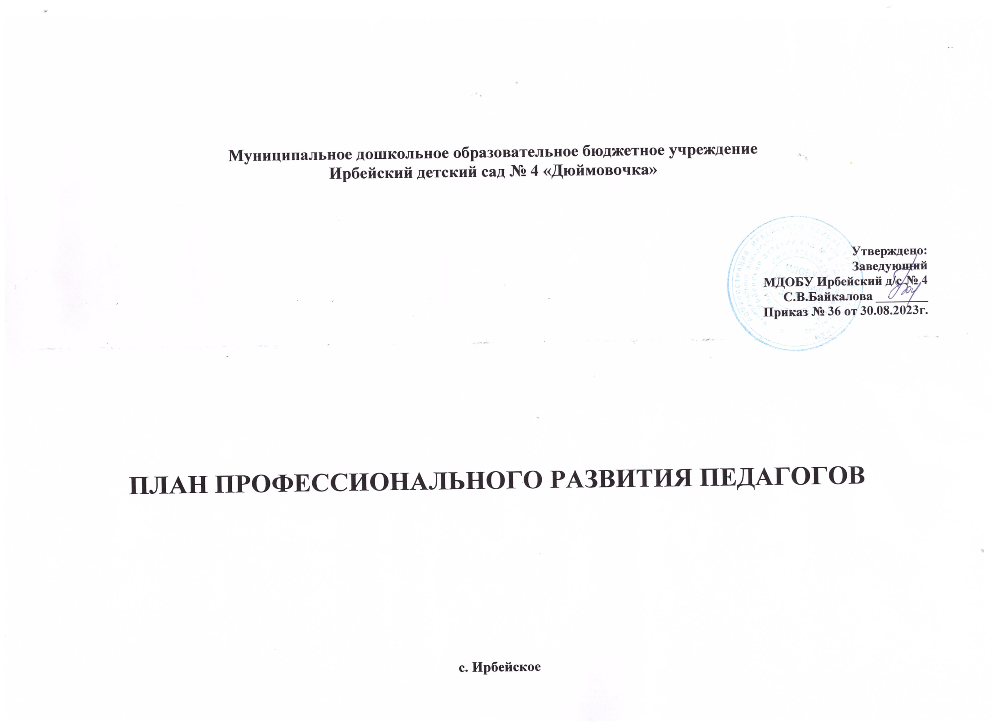 Муниципальное дошкольное образовательное бюджетное учреждение
Ирбейский детский сад № 4 «Дюймовочка»
Утверждено:
Заведующий
МДОБУ Ирбейский д/с № 4
С.В.Байкалова ________
Приказ № 36 от 30.08.2023г.
ПЛАН ПРОФЕССИОНАЛЬНОГО РАЗВИТИЯ ПЕДАГОГОВ
с. Ирбейское